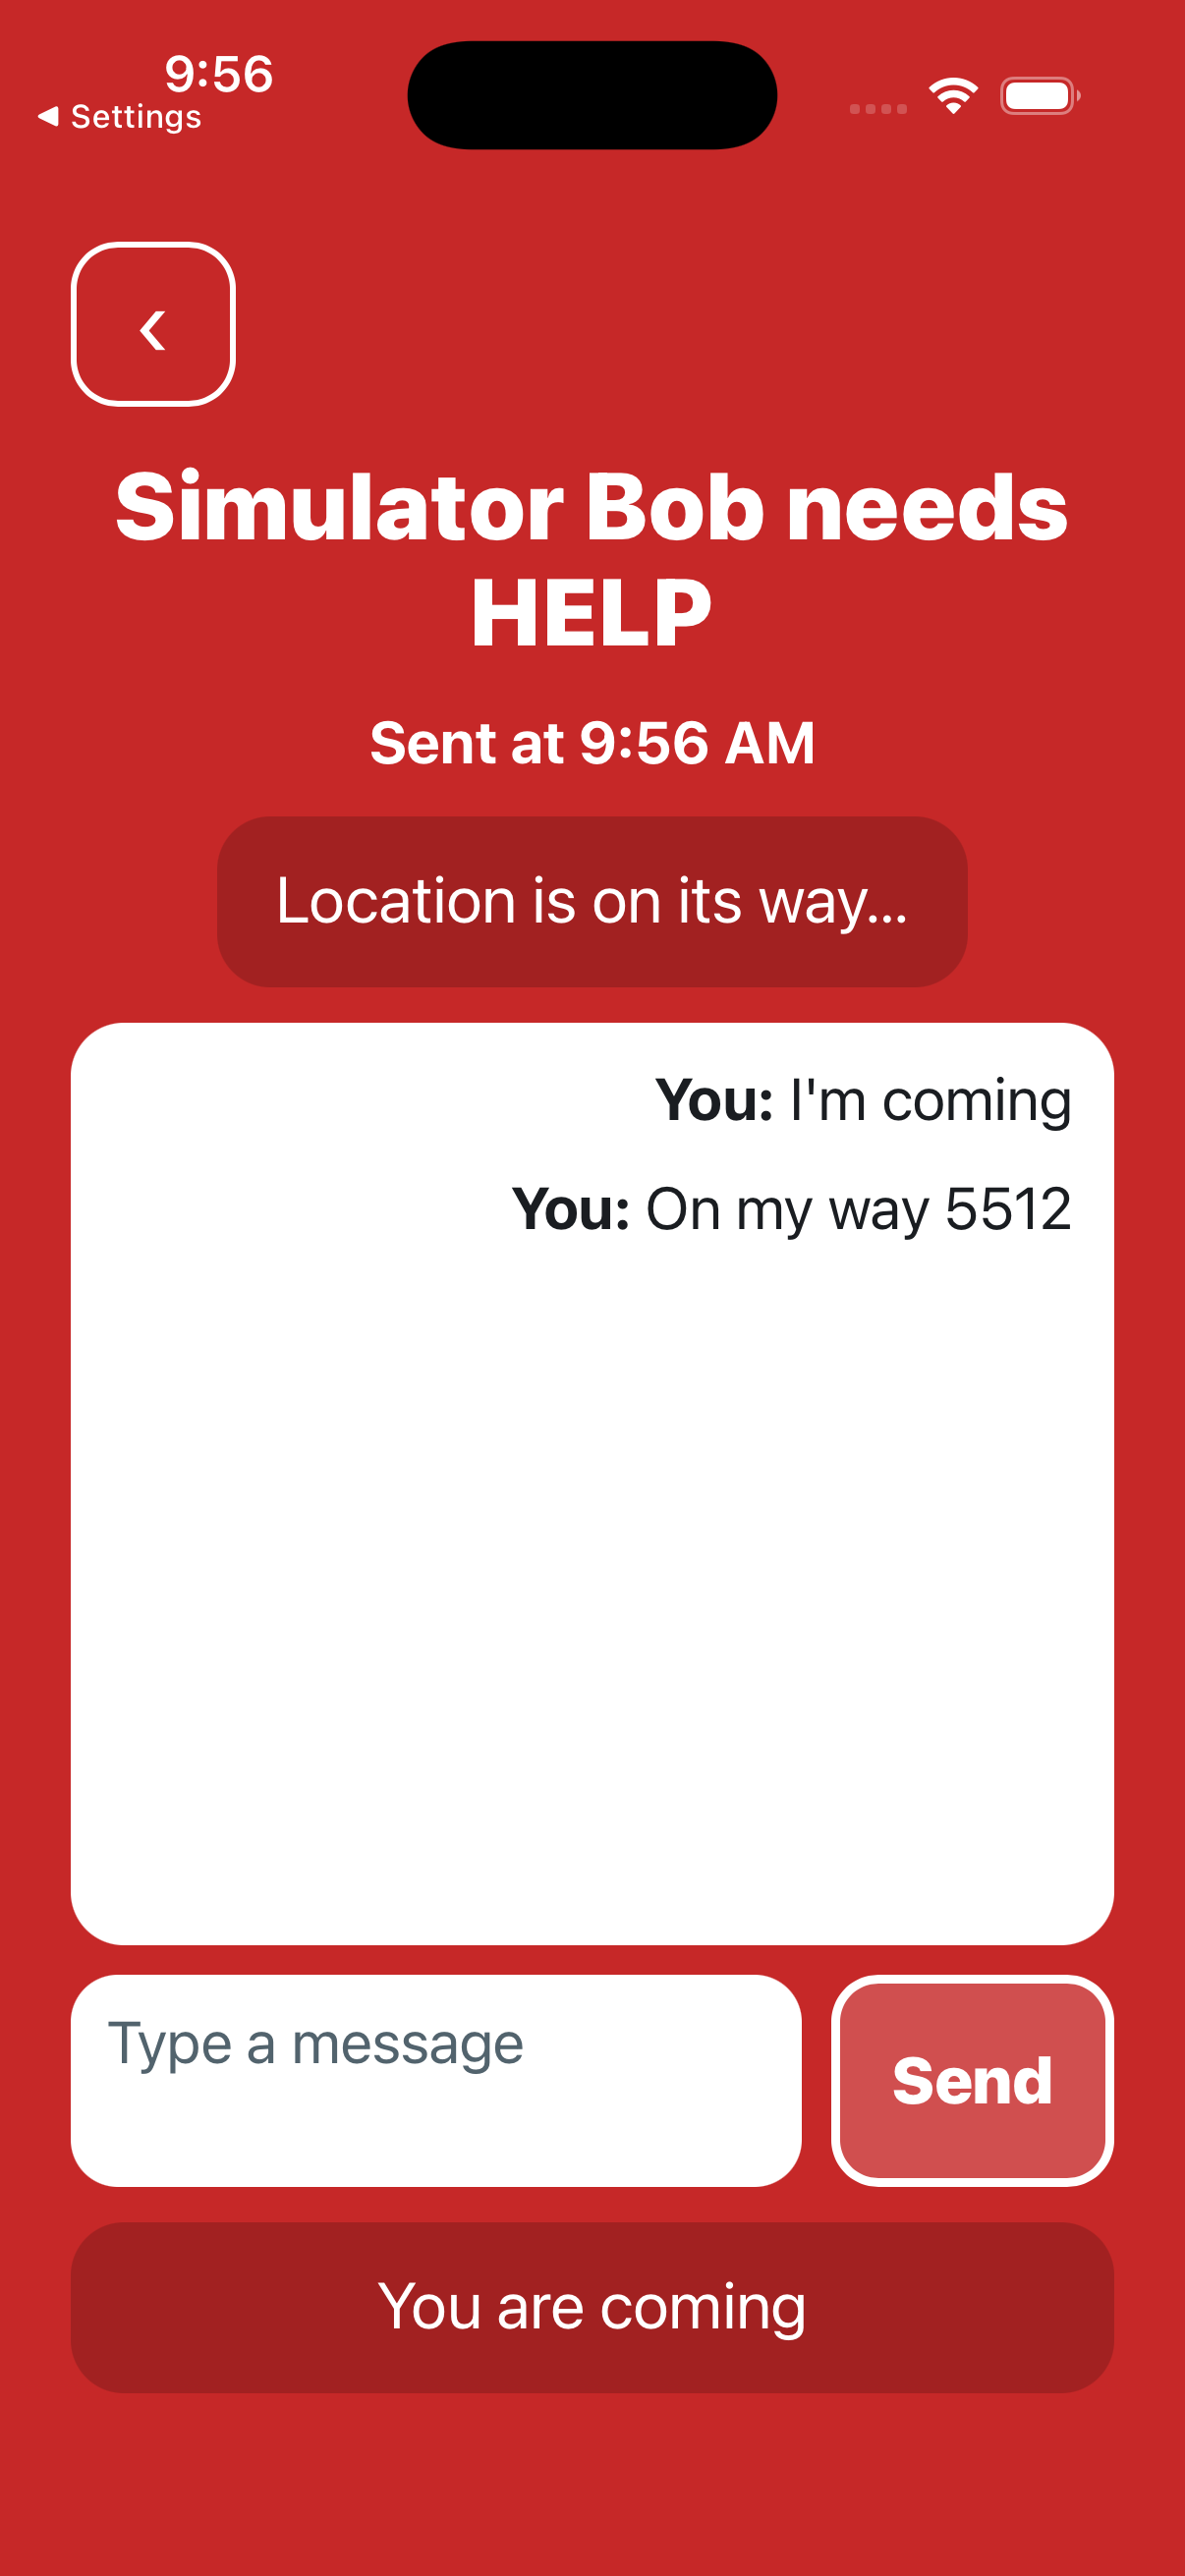 9:56
◀ Settings
‹
Simulator Bob needs
HELP
Sent at 9:56 AM
Location is on its way...
You: I'm coming
You: On my way 5512
Type a message
Send
You are coming